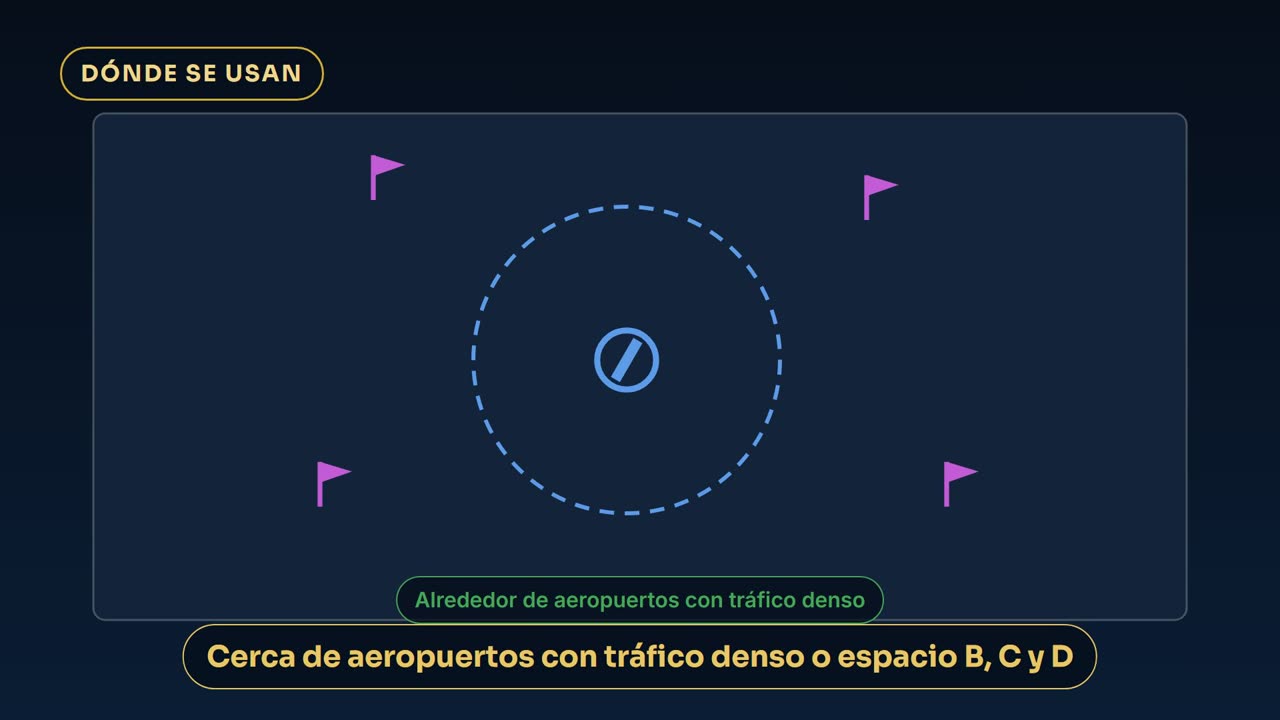 DÓNDE SE USAN
Alrededor de aeropuertos con tráfico denso
Cerca de aeropuertos con tráfico denso o espacio B, C y D